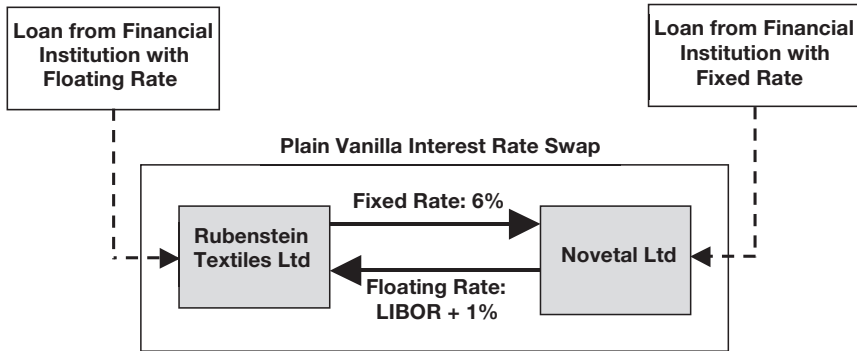 Loan from Financial
Institution with
Floating Rate
Loan from Financial
Institution with
Fixed Rate
Plain Vanilla Interest Rate Swap
Fixed Rate: 6%
Rubenstein
Textiles Ltd
Novetal Ltd
Floating Rate:
LIBOR + 1%